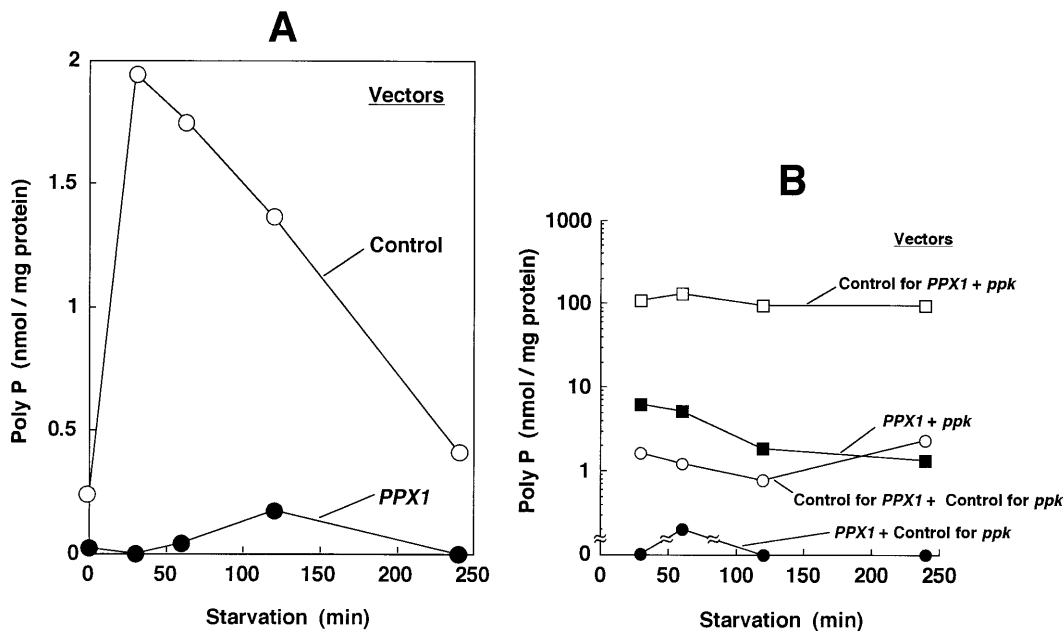 A
Poly P (nmol / mg protein)
2
1.5
1
0.5
0
Vectors
Control
PPX1
0 50 100 150 200 250
Starvation (min)
B
Poly P (nmol / mg protein)
1000
100
10
1
0
Vectors
Control for PPX1 + ppk
PPX1 + ppk
Control for PPX1 + Control for ppk
PPX1 + Control for ppk
0 50 100 150 200 250
Starvation (min)